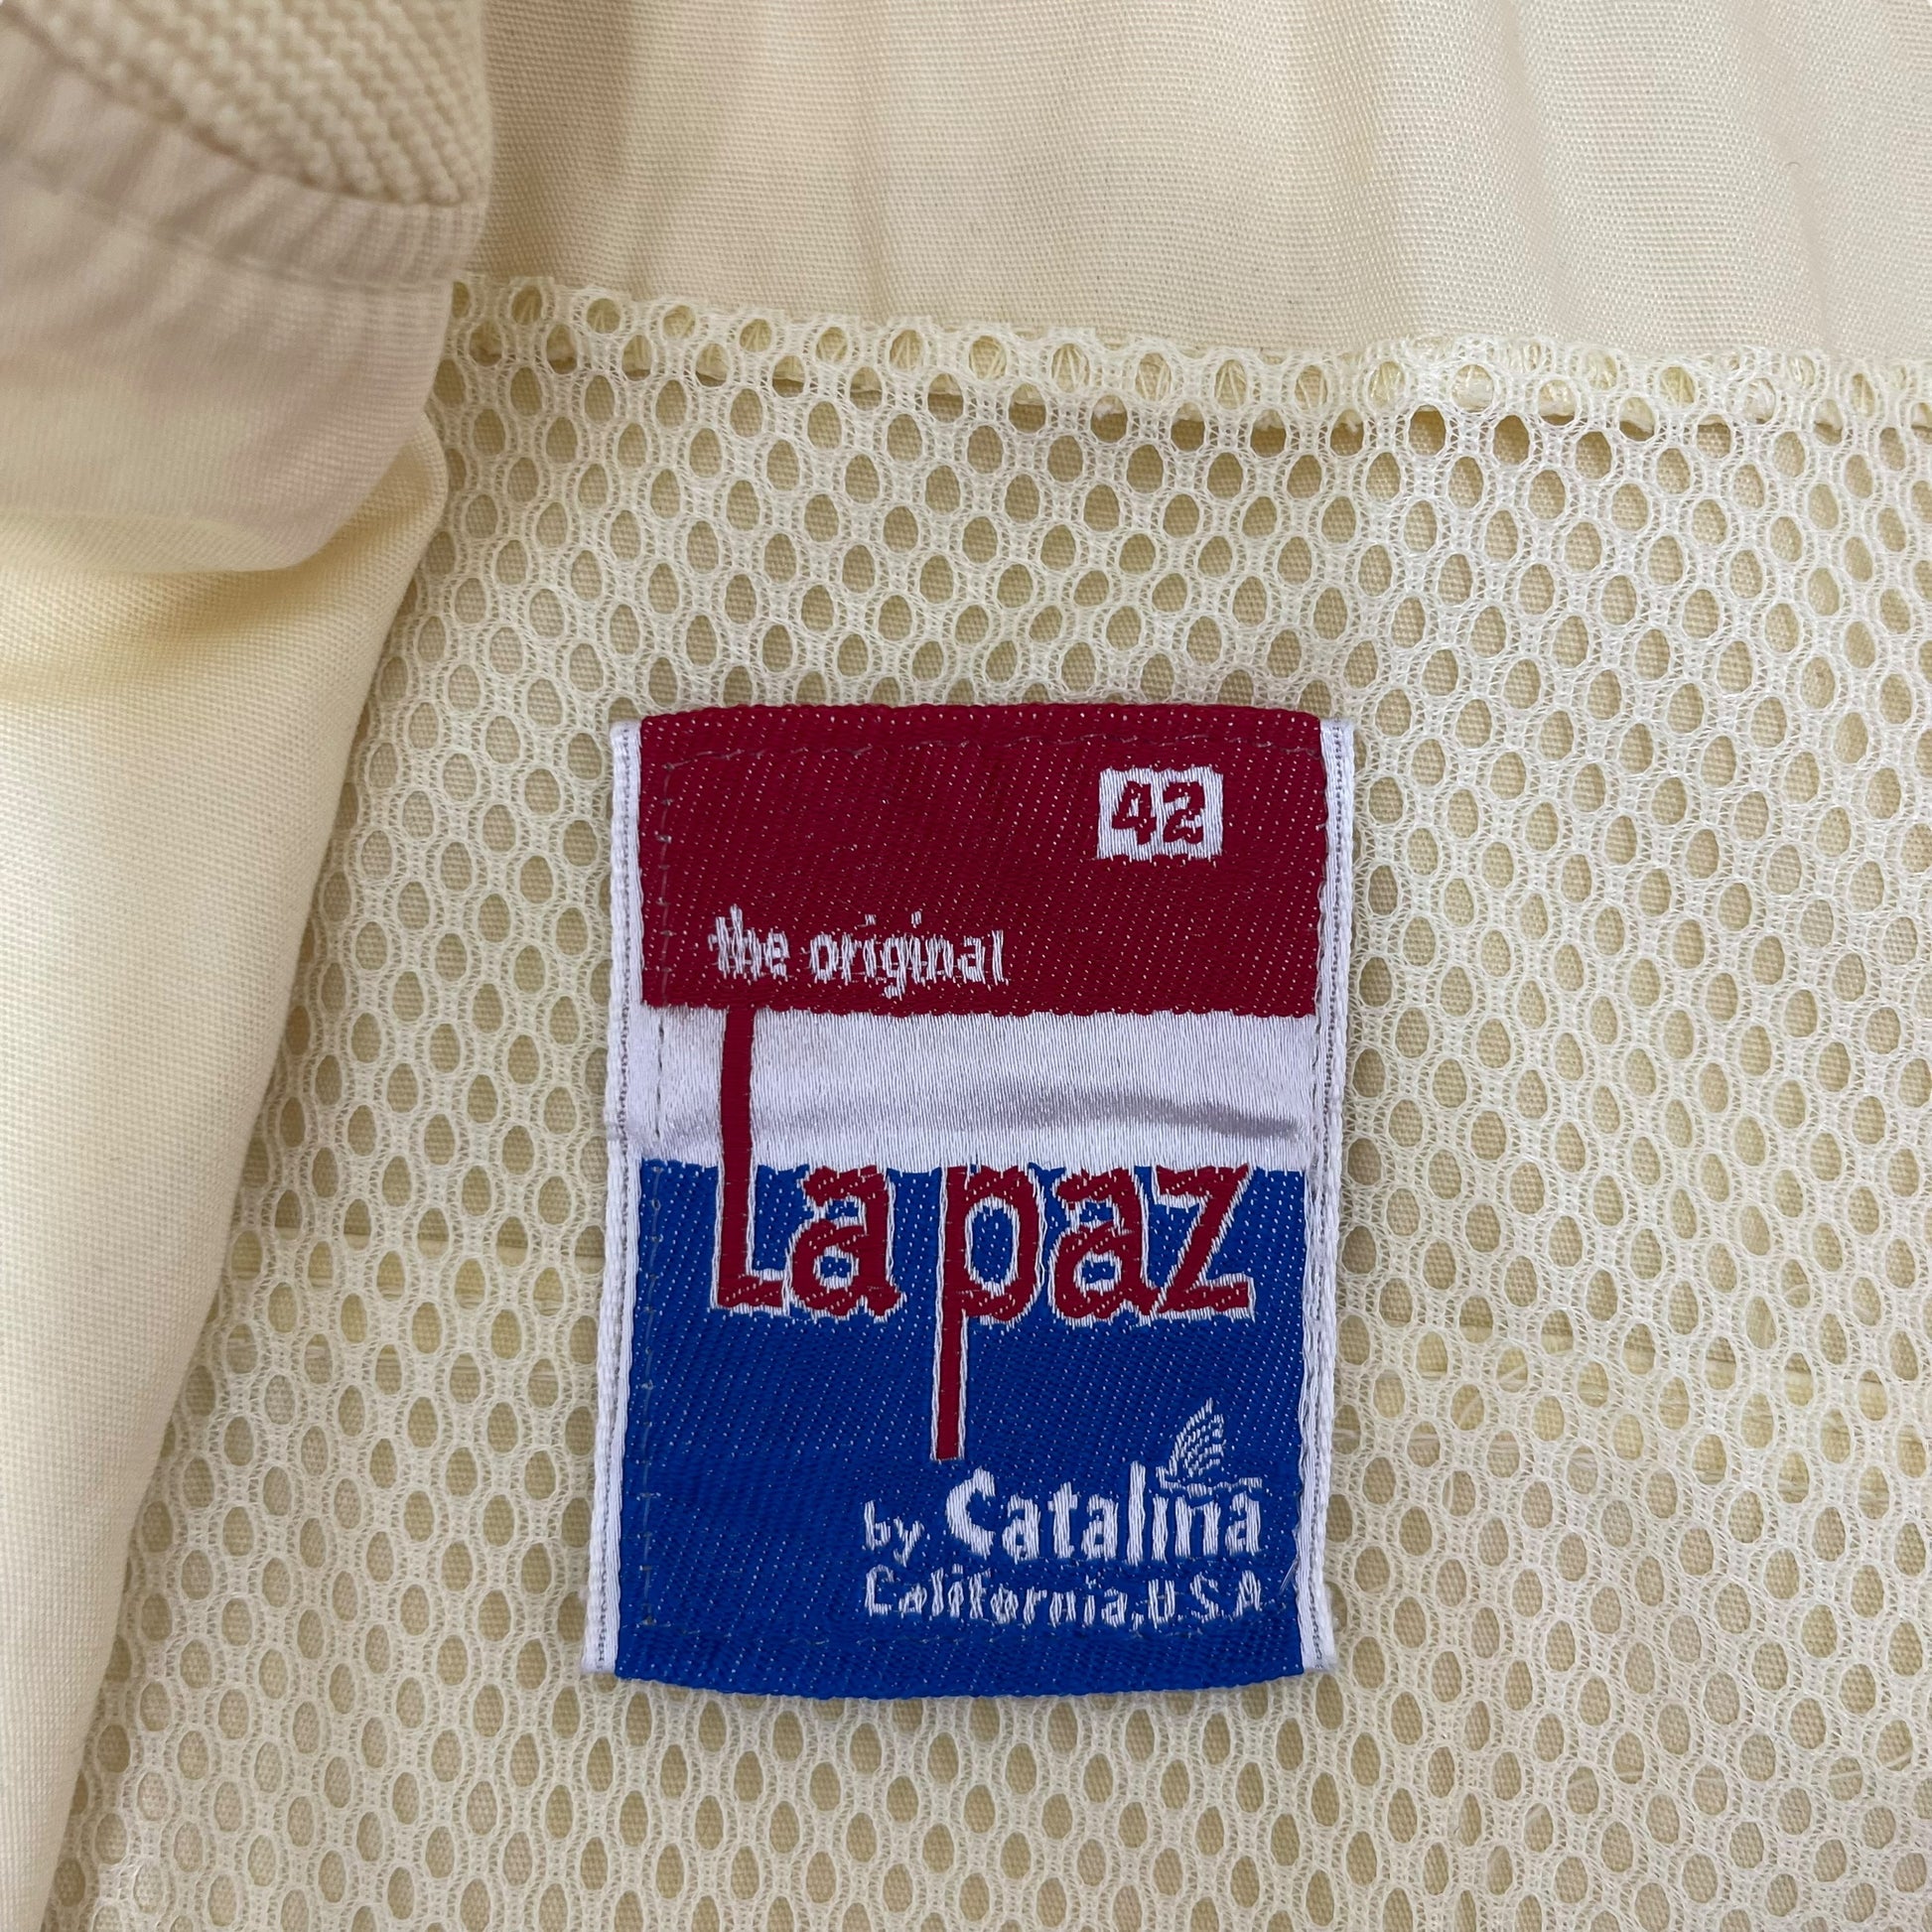 42
the original
La paz
by Catalina
California, U.S.A